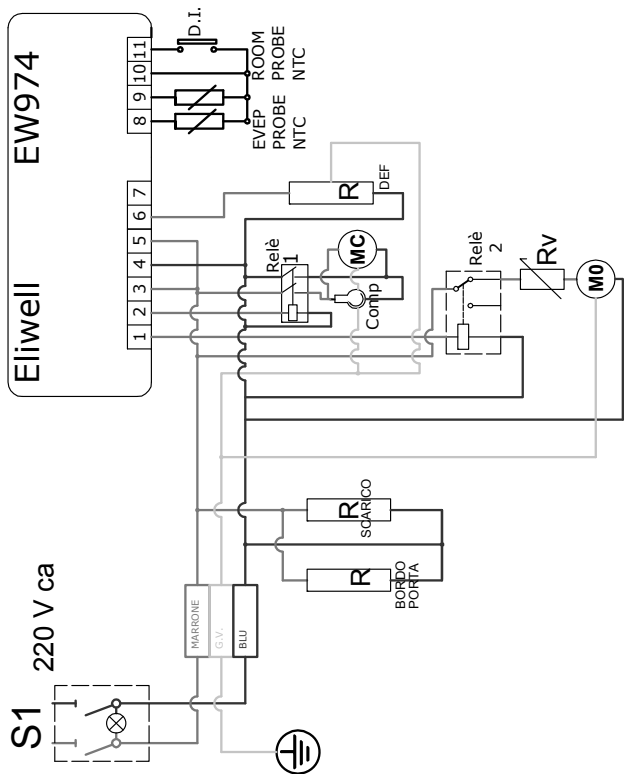 Eliwell EW974
1 2 3 4 5 6 7 8 9 10 11
D.I.
ROOM
PROBE
NTC
EVEP
PROBE
NTC
R
DEF
Relè
1
MC
Comp
Relè
2
Rv
M0
R
SCARICO
R
BORDO
PORTA
MARRONE
G.V.
BLU
220 V ca
S1